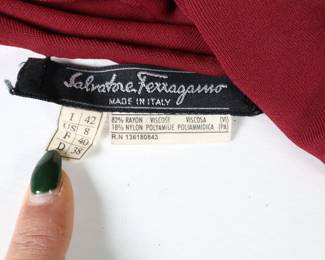 Salvatore Ferragamo
MADE IN ITALY
I 42
US 8
F 40
D 38
82% RAYON VISCOSE VISCOSA (VI)
18% NYLON POLYAMIDE POLIAMMIDICA (PA)
R.N 136180843